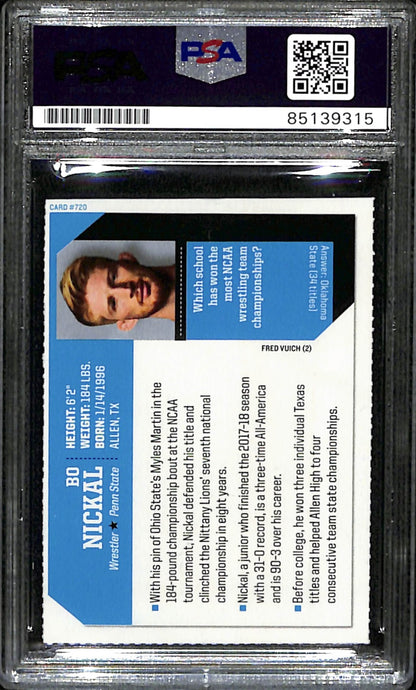 PSA
85139315
CARD #720
BO
NICKAL
Wrestler ★ Penn State
HEIGHT: 6'2"
WEIGHT: 184 LBS.
BORN: 1/14/1996
ALLEN, TX
Which school
has won the
most NCAA
wrestling team
championships?
Answer: Oklahoma
State (34 titles)
FRED VUICH (2)
■ With his pin of Ohio State's Myles Martin in the
184-pound championship bout at the NCAA
tournament, Nickal defended his title and
clinched the Nittany Lions' seventh national
championship in eight years.
■ Nickal, a junior who finished the 2017-18 season
with a 31-0 record, is a three-time All-America
and is 90-3 over his career.
■ Before college, he won three individual Texas
titles and helped Allen High to four
consecutive team state championships.